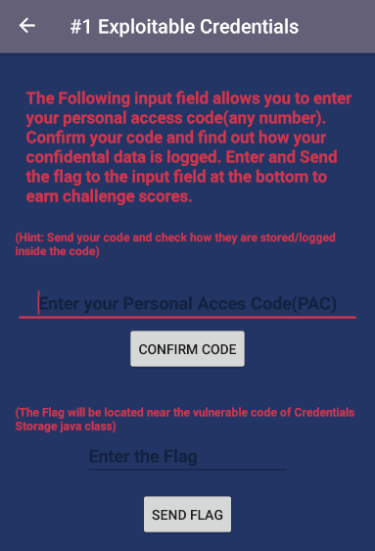 #1 Exploitable Credentials
The Following input field allows you to enter
your personal access code(any number).
Confirm your code and find out how your
confidental data is logged. Enter and Send
the flag to the input field at the bottom to
earn challenge scores.
(Hint: Send your code and check how they are stored/logged
inside the code)
Enter your Personal Acces Code(PAC)
CONFIRM CODE
(The Flag will be located near the vulnerable code of Credentials
Storage java class)
Enter the Flag
SEND FLAG